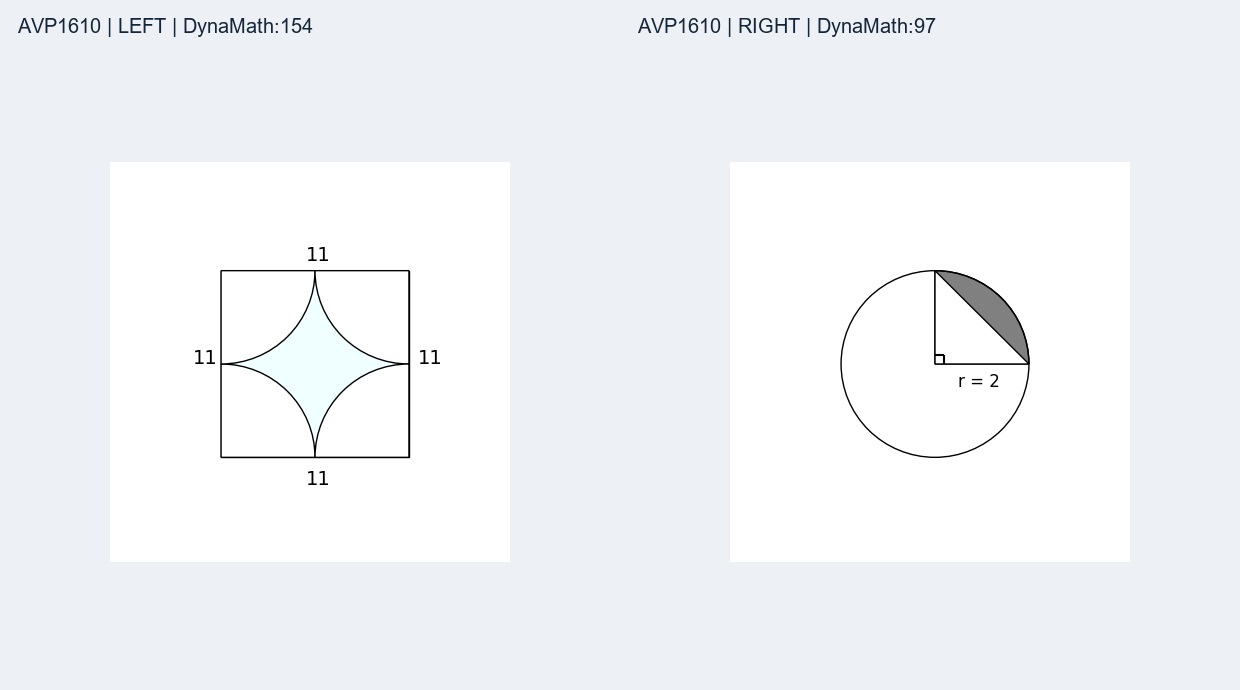 AVP1610 | LEFT | DynaMath:154
AVP1610 | RIGHT | DynaMath:97
11
11
11
11
r = 2